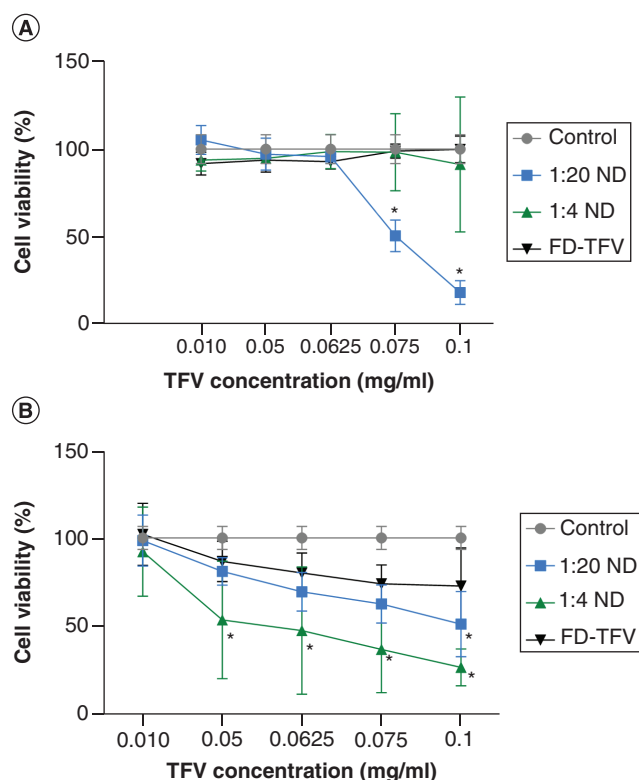 A
150
100
50
0
Cell viability (%)
*
*
0.010 0.05 0.0625 0.075 0.1
TFV concentration (mg/ml)
Control
1:20 ND
1:4 ND
FD-TFV
B
150
100
50
0
Cell viability (%)
*
*
*
*
*
0.010 0.05 0.0625 0.075 0.1
TFV concentration (mg/ml)
Control
1:20 ND
1:4 ND
FD-TFV